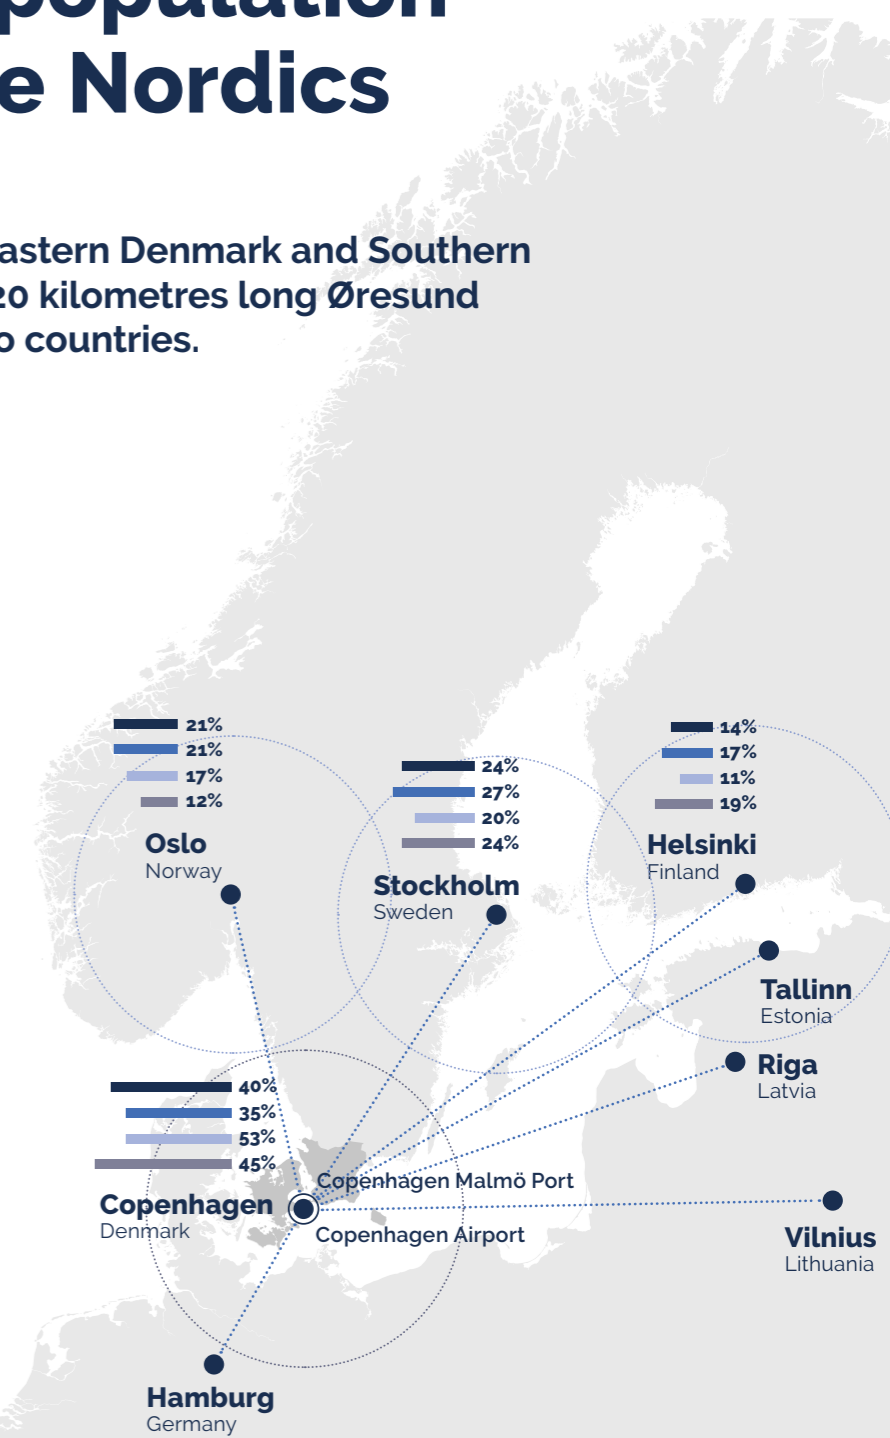 population
e Nordics
astern Denmark and Southern
20 kilometres long Øresund
o countries.
21%
21%
17%
12%
Oslo
Norway
24%
27%
20%
24%
Stockholm
Sweden
14%
17%
11%
19%
Helsinki
Finland
Tallinn
Estonia
Riga
Latvia
40%
35%
53%
45%
Copenhagen
Denmark
Copenhagen Malmö Port
Copenhagen Airport
Vilnius
Lithuania
Hamburg
Germany